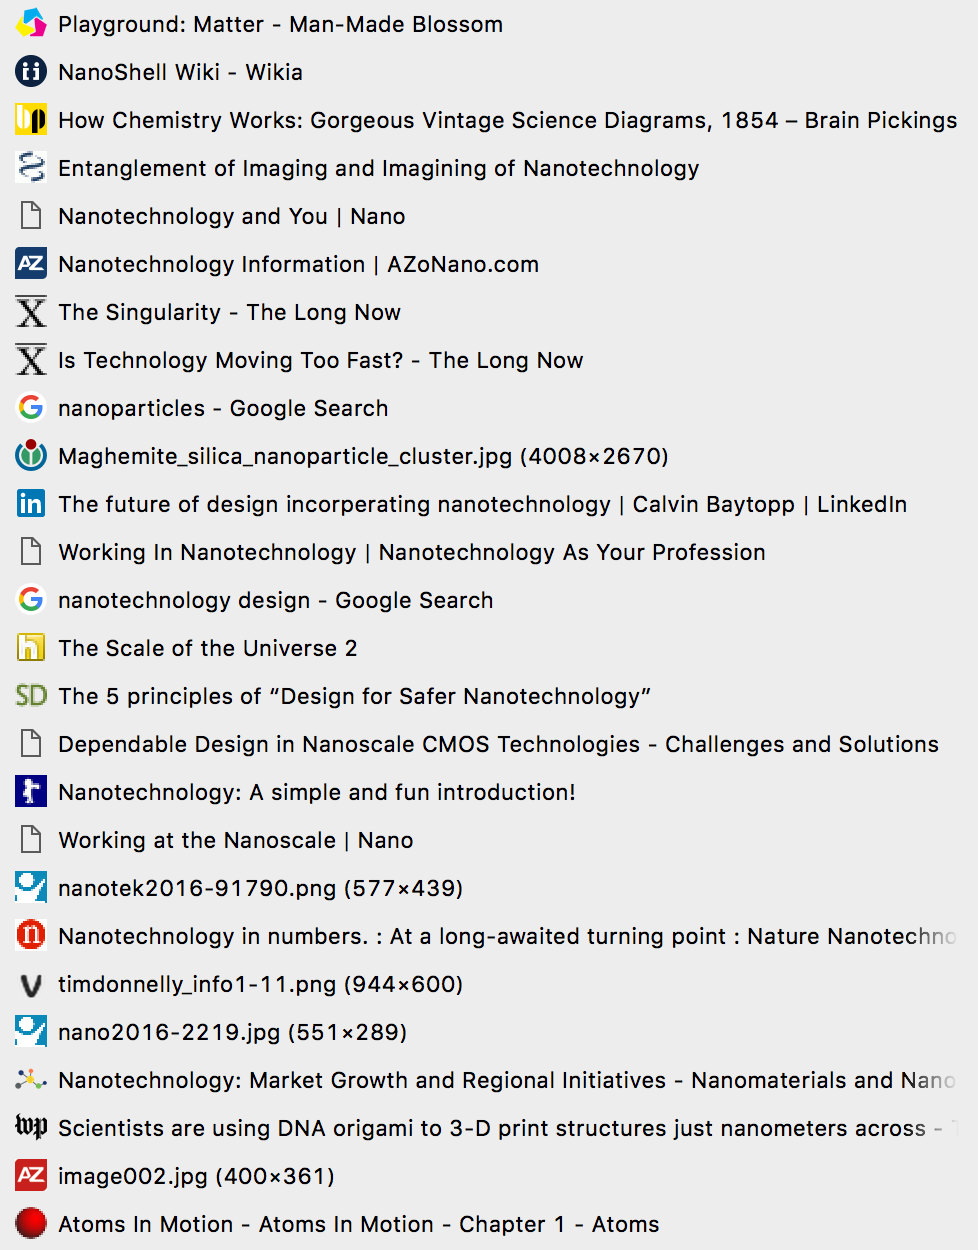 Playground: Matter - Man-Made Blossom
NanoShell Wiki - Wikia
How Chemistry Works: Gorgeous Vintage Science Diagrams, 1854 – Brain Pickings
Entanglement of Imaging and Imagining of Nanotechnology
Nanotechnology and You | Nano
AZ Nanotechnology Information | AZoNano.com
X The Singularity - The Long Now
X Is Technology Moving Too Fast? - The Long Now
G nanoparticles - Google Search
Maghemite_silica_nanoparticle_cluster.jpg (4008×2670)
in The future of design incorperating nanotechnology | Calvin Baytopp | LinkedIn
Working In Nanotechnology | Nanotechnology As Your Profession
G nanotechnology design - Google Search
h The Scale of the Universe 2
SD The 5 principles of “Design for Safer Nanotechnology”
Dependable Design in Nanoscale CMOS Technologies - Challenges and Solutions
t Nanotechnology: A simple and fun introduction!
Working at the Nanoscale | Nano
nanotek2016-91790.png (577×439)
n Nanotechnology in numbers. : At a long-awaited turning point : Nature Nanotechno
V timdonnelly_info1-11.png (944×600)
nano2016-2219.jpg (551×289)
Nanotechnology: Market Growth and Regional Initiatives - Nanomaterials and Nano
wp Scientists are using DNA origami to 3-D print structures just nanometers across -
AZ image002.jpg (400×361)
Atoms In Motion - Atoms In Motion - Chapter 1 - Atoms